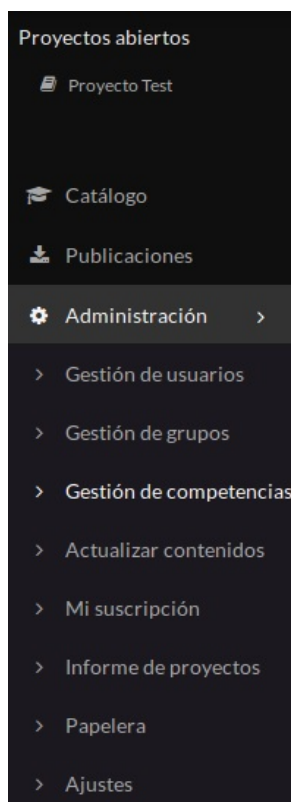 Proyectos abiertos
Proyecto Test
Catálogo
Publicaciones
Administración
Gestión de usuarios
Gestión de grupos
Gestión de competencias
Actualizar contenidos
Mi suscripción
Informe de proyectos
Papelera
Ajustes